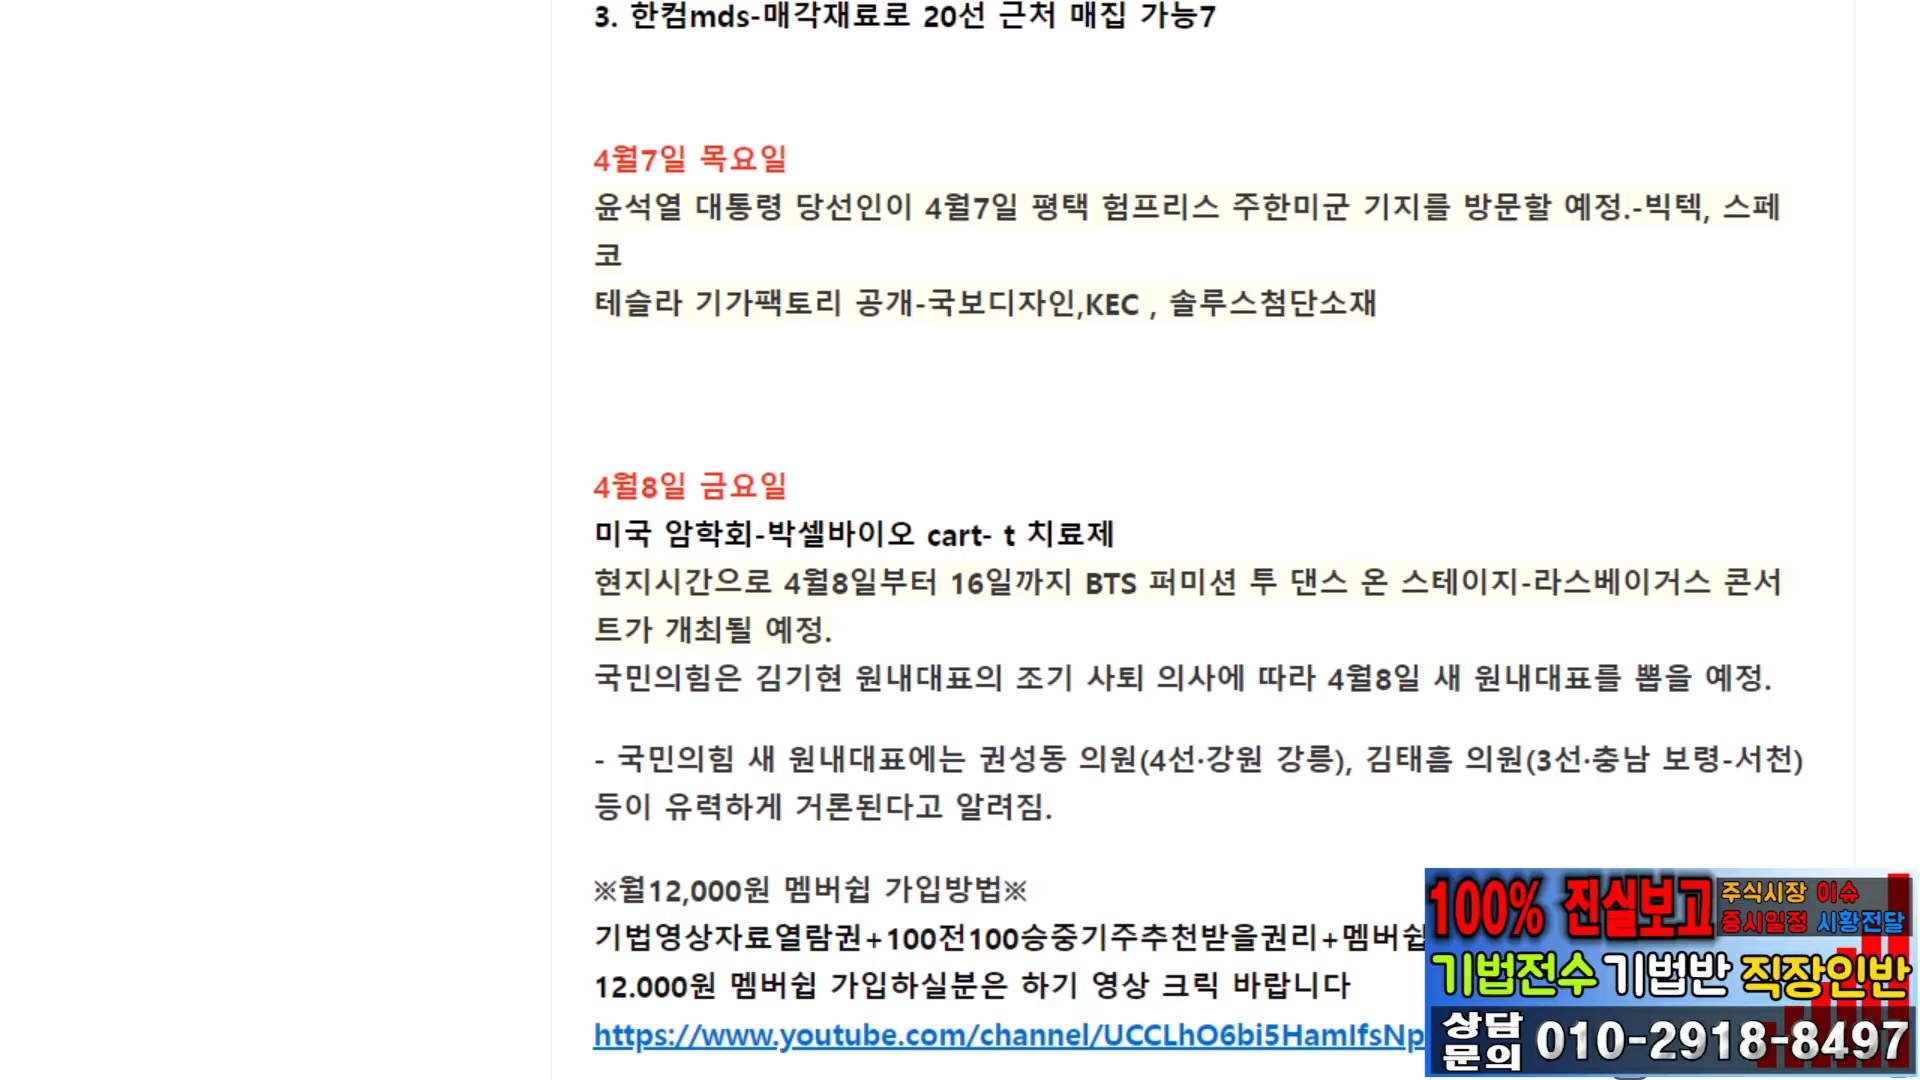 3. 한컴mds-매각재료로 20선 근처 매집 가능7
4월7일 목요일
윤석열 대통령 당선인이 4월7일 평택 험프리스 주한미군 기지를 방문할 예정.-빅텍, 스페
코
테슬라 기가팩토리 공개-국보디자인,KEC , 솔루스첨단소재
4월8일 금요일
미국 암학회-박셀바이오 cart- t 치료제
현지시간으로 4월8일부터 16일까지 BTS 퍼미션 투 댄스 온 스테이지-라스베이거스 콘서
트가 개최될 예정.
국민의힘은 김기현 원내대표의 조기 사퇴 의사에 따라 4월8일 새 원내대표를 뽑을 예정.
- 국민의힘 새 원내대표에는 권성동 의원(4선·강원 강릉), 김태흠 의원(3선·충남 보령-서천)
등이 유력하게 거론된다고 알려짐.
※월12,000원 멤버쉽 가입방법※
기법영상자료열람권+100전100승중기주추천받을권리+멤버쉽
12.000원 멤버쉽 가입하실분은 하기 영상 크릭 바랍니다
https://www.youtube.com/channel/UCCLhO6bi5HamIfsNp
100% 진실보고 주식시장 이슈
증시일정 시황전달
기법전수 기법반 직장인반
상담
문의 010-2918-8497